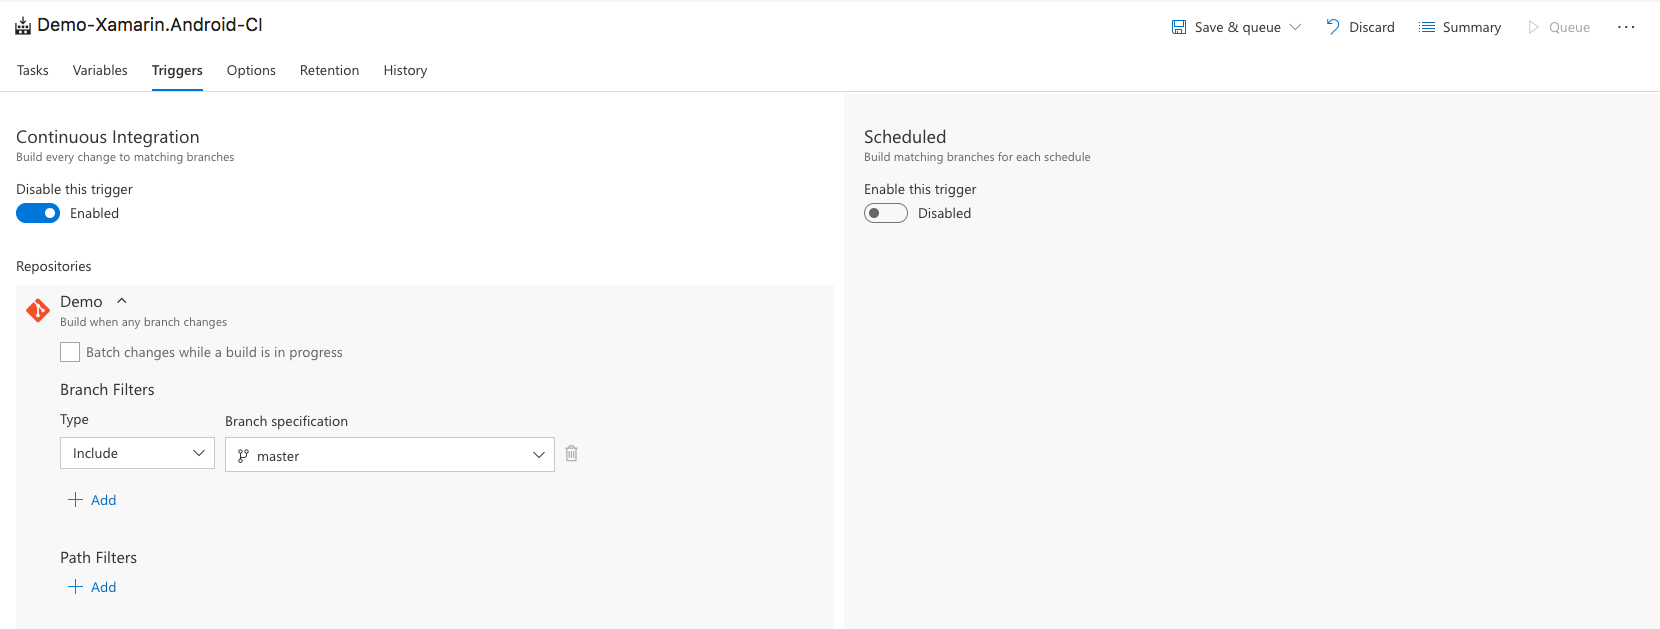 Demo-Xamarin.Android-CI
Save & queue
Discard
Summary
Queue
Tasks
Variables
Triggers
Options
Retention
History
Continuous Integration
Build every change to matching branches
Disable this trigger
Enabled
Repositories
Demo
Build when any branch changes
Batch changes while a build is in progress
Branch Filters
Type
Branch specification
Include
master
Add
Path Filters
Add
Scheduled
Build matching branches for each schedule
Enable this trigger
Disabled